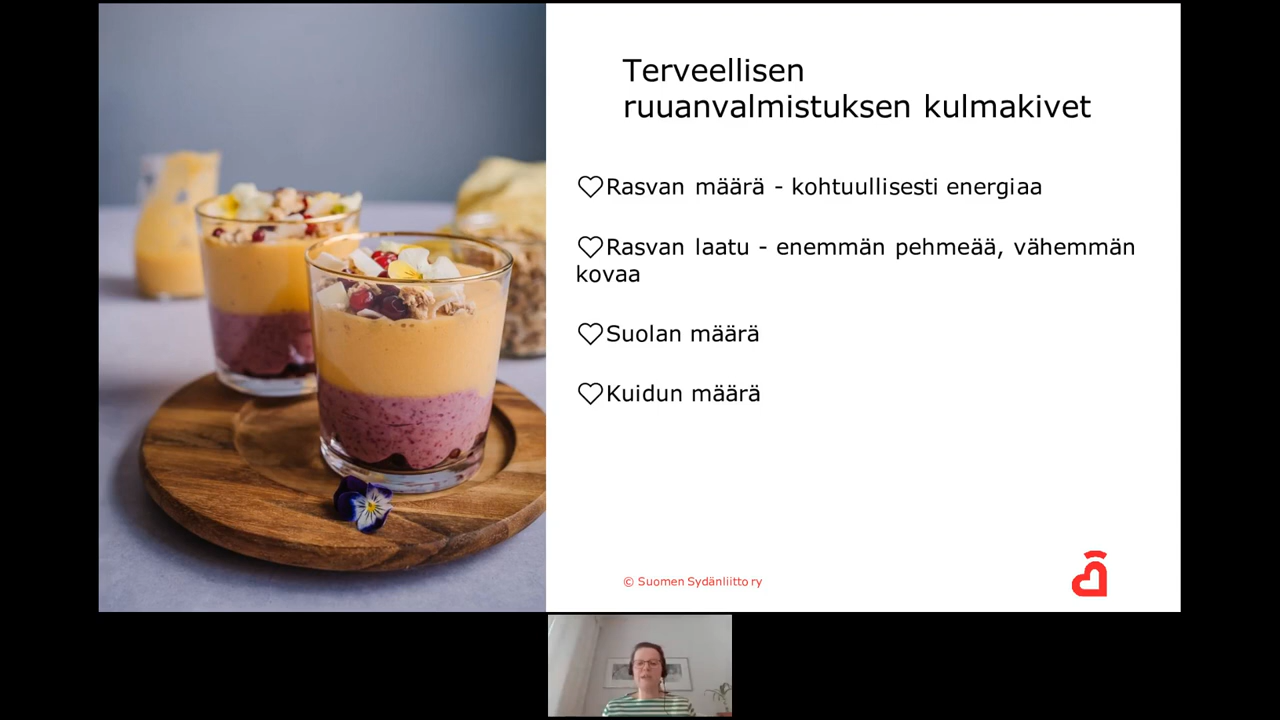 Terveellisen
ruuanvalmistuksen kulmakivet
♡Rasvan määrä - kohtuullisesti energiaa
♡Rasvan laatu - enemmän pehmeää, vähemmän
kovaa
♡Suolan määrä
♡Kuidun määrä
© Suomen Sydänliitto ry